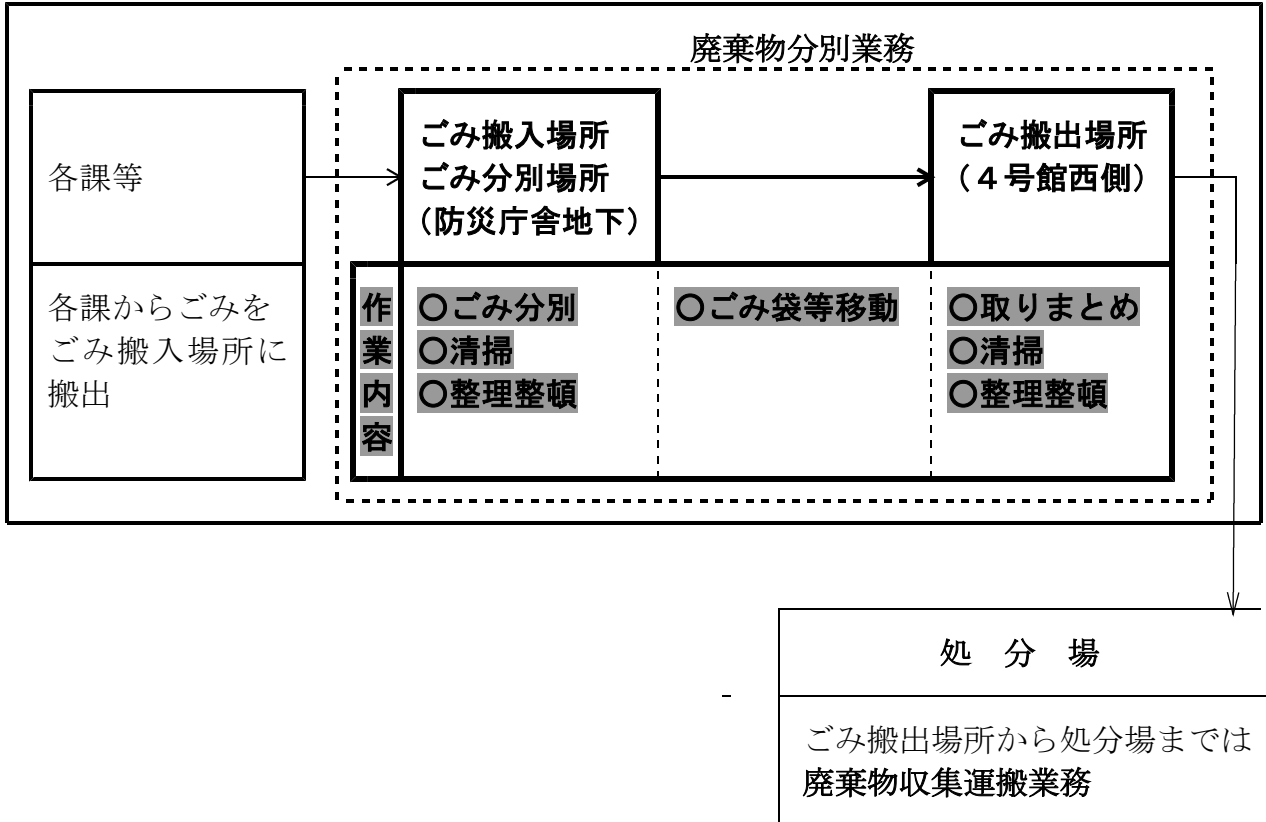 廃棄物分別業務
各課等
ごみ搬入場所
ごみ分別場所
(防災庁舎地下)
ごみ搬出場所
(4号館西側)
各課からごみを
ごみ搬入場所に
搬出
作
業
内
容
○ごみ分別
○清掃
○整理整頓
○ごみ袋等移動
○取りまとめ
○清掃
○整理整頓
処 分 場
ごみ搬出場所から処分場までは
廃棄物収集運搬業務